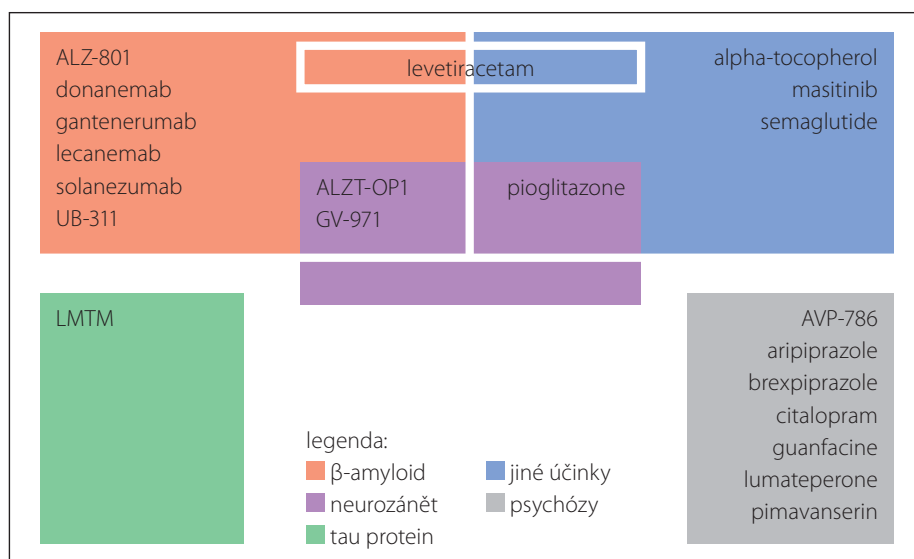 ALZ-801
donanemab
gantenerumab
lecanemab
solanezumab
UB-311
levetiracetam
alpha-tocopherol
masitinib
semaglutide
ALZT-OP1
GV-971
pioglitazone
LMTM
AVP-786
aripiprazole
brexpiprazole
citalopram
guanfacine
lumateperone
pimavanserin
legenda:
β-amyloid
neurozánět
tau protein
jiné účinky
psychózy